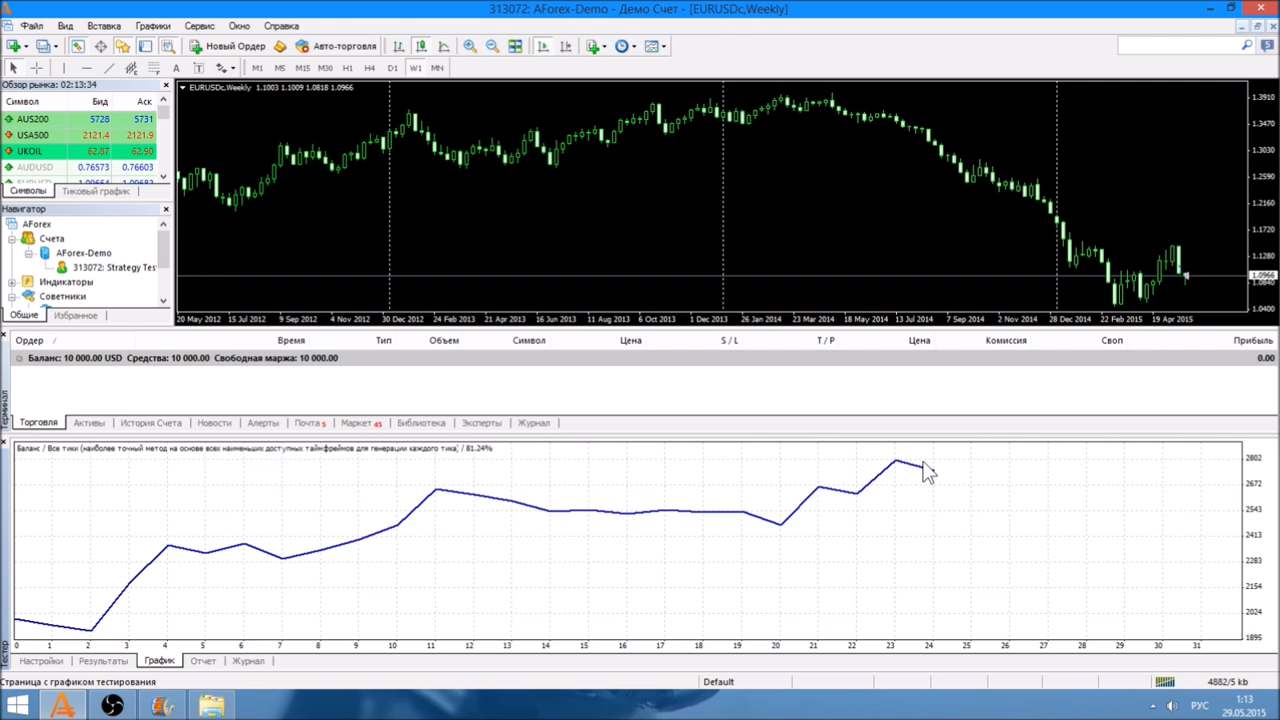 313072: AForex-Demo - Демо Счет - [EURUSDc,Weekly]
Файл Вид Вставка Графики Сервис Окно Справка
Новый Ордер Авто-торговля
5
A T M1 M5 M15 M30 H1 H4 D1 W1 MN
Обзор рынка: 02:13:34
Символ Бид Аск
AUS200 5728 5731
USA500 2121.4 2121.9
UKOIL 62.87 62.90
AUDUSD 0.76573 0.76603
Символы Тиковый график
Навигатор
AForex
Счета
AForex-Demo
313072: Strategy Tes
Индикаторы
Советники
Общие Избранное
EURUSDc,Weekly 1.1003 1.1009 1.0818 1.0966
1.3910
1.3470
1.3030
1.2590
1.2160
1.1720
1.1280
1.0966
1.0840
1.0400
20 May 2012 15 Jul 2012 9 Sep 2012 4 Nov 2012 30 Dec 2012 24 Feb 2013 21 Apr 2013 16 Jun 2013 11 Aug 2013 6 Oct 2013 1 Dec 2013 26 Jan 2014 23 Mar 2014 18 May 2014 13 Jul 2014 7 Sep 2014 2 Nov 2014 28 Dec 2014 22 Feb 2015 19 Apr 2015
Ордер / Время Тип Объем Символ Цена S / L T / P Цена Комиссия Своп Прибыль
Баланс: 10 000.00 USD Средства: 10 000.00 Свободная маржа: 10 000.00 0.00
Терминал
Торговля Активы История Счета Новости Алерты Почта 5 Маркет 45 Библиотека Эксперты Журнал
Баланс / Все тики (наиболее точный метод на основе всех наименьших доступных таймфреймов для генерации каждого тика) / 81.24%
2802
2672
2543
2413
2283
2154
2024
1895
0 1 2 3 4 5 6 7 8 9 10 11 12 13 14 15 16 17 18 19 20 21 22 23 24 25 26 27 28 29 30 31
Тестер
Настройки Результаты График Отчет Журнал
Страница с графиком тестирования Default 4882/5 kb
РУС 1:13
29.05.2015